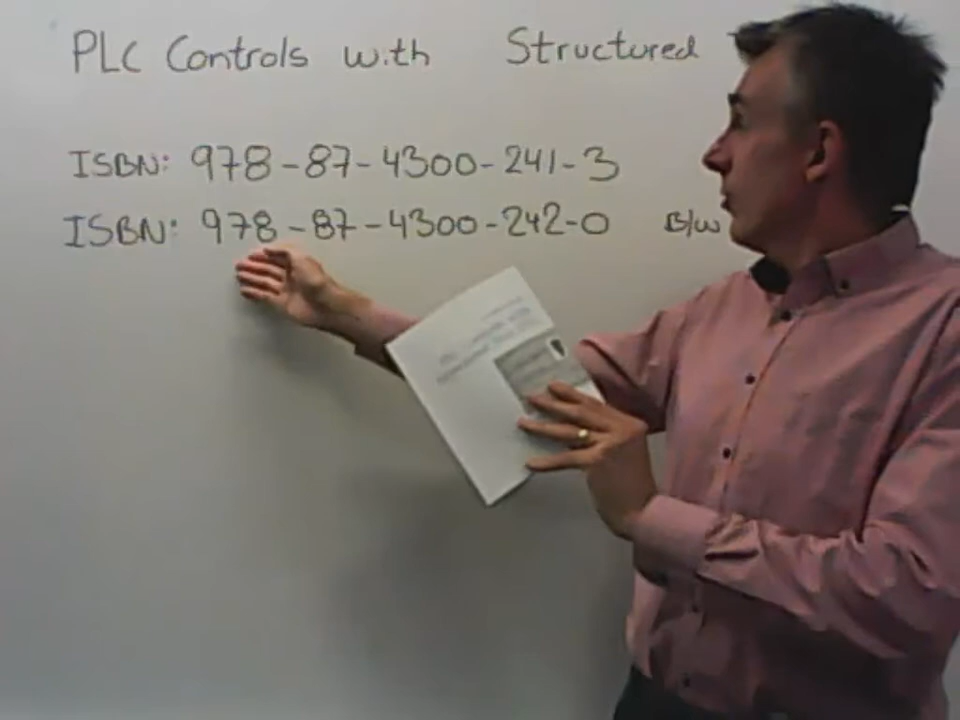 PLC Controls with Structured
ISBN: 978-87-4300-241-3
ISBN: 978-87-4300-242-0 B/W